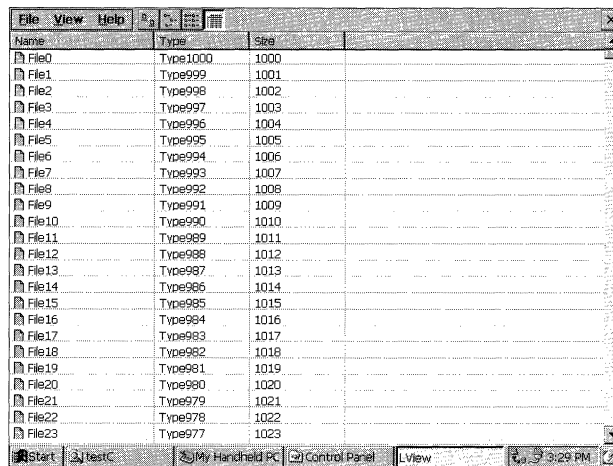 File View Help
Name Type Size
File0 Type1000 1000
File1 Type999 1001
File2 Type998 1002
File3 Type997 1003
File4 Type996 1004
File5 Type995 1005
File6 Type994 1006
File7 Type993 1007
File8 Type992 1008
File9 Type991 1009
File10 Type990 1010
File11 Type989 1011
File12 Type988 1012
File13 Type987 1013
File14 Type986 1014
File15 Type985 1015
File16 Type984 1016
File17 Type983 1017
File18 Type982 1018
File19 Type981 1019
File20 Type980 1020
File21 Type979 1021
File22 Type978 1022
File23 Type977 1023
Start testC My Handheld PC Control Panel LView 3:29 PM